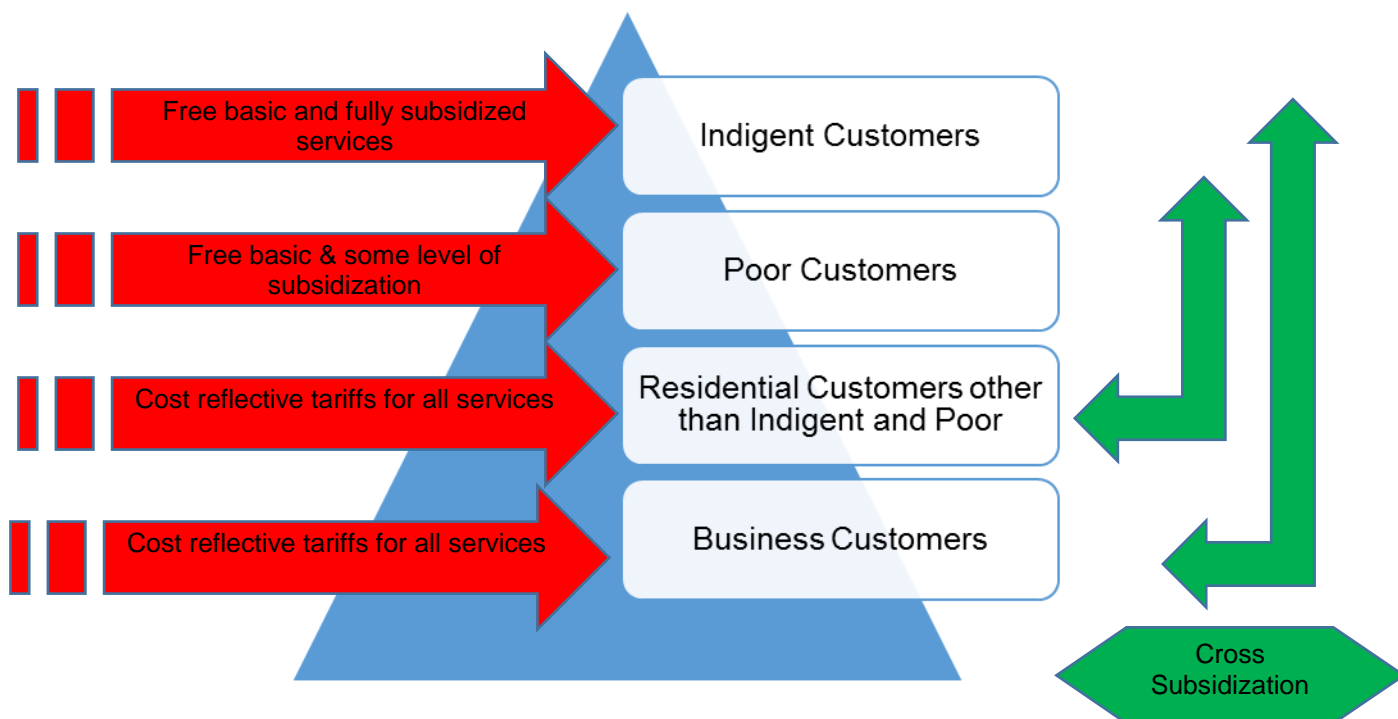 Free basic and fully subsidized
services
Indigent Customers
Free basic & some level of
subsidization
Poor Customers
Cost reflective tariffs for all services
Residential Customers other
than Indigent and Poor
Cost reflective tariffs for all services
Business Customers
Cross
Subsidization